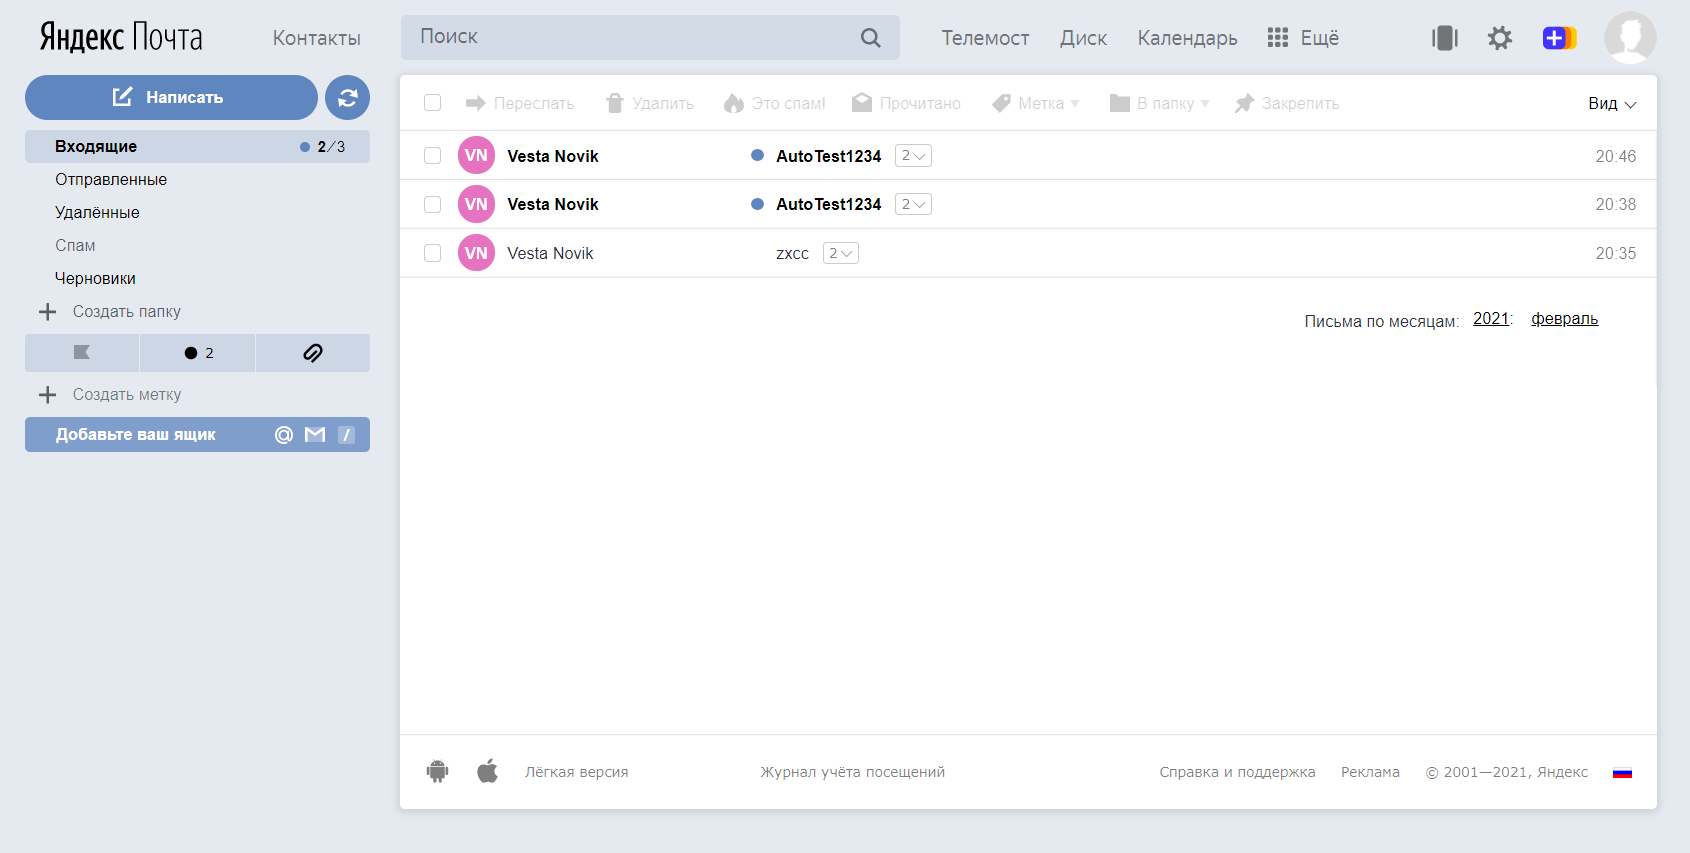 Яндекс Почта Контакты Поиск Телемост Диск Календарь Ещё
Написать
Переслать Удалить Это спам! Прочитано Метка В папку Закрепить Вид
Входящие 2/3
Отправленные
Удалённые
Спам
Черновики
Создать папку
2
Создать метку
Добавьте ваш ящик @ /
VN Vesta Novik AutoTest1234 2 20:46
VN Vesta Novik AutoTest1234 2 20:38
VN Vesta Novik zxcc 2 20:35
Письма по месяцам: 2021: февраль
Лёгкая версия Журнал учёта посещений Справка и поддержка Реклама © 2001—2021, Яндекс